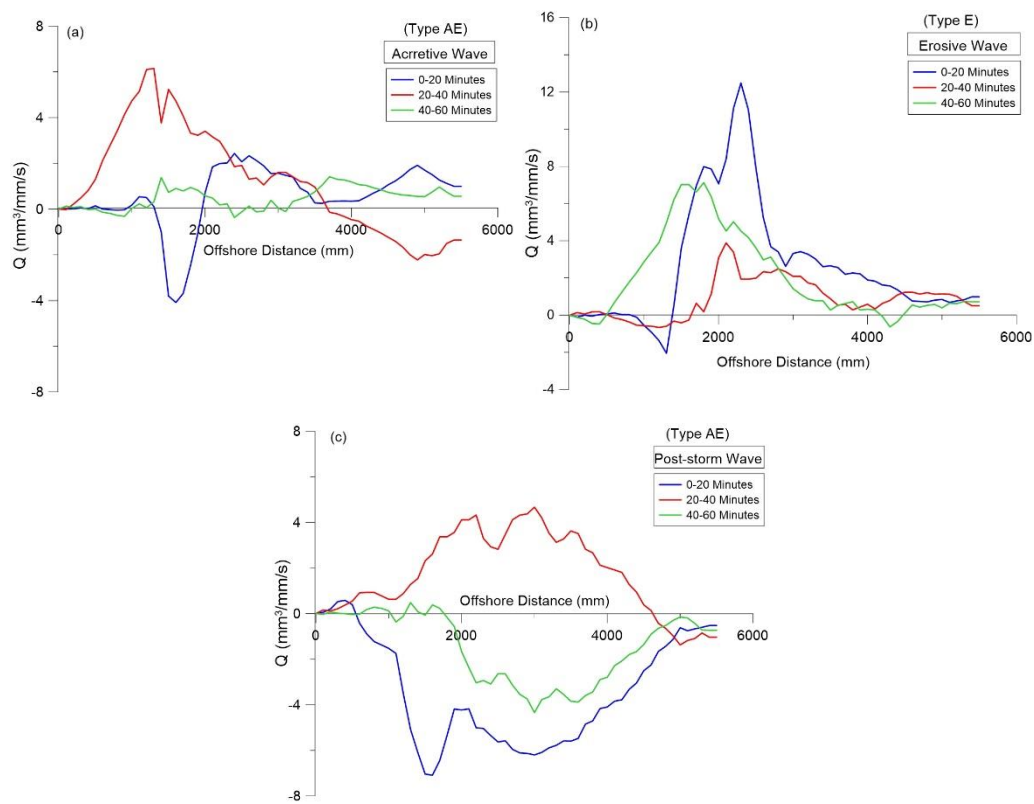 (a)
(Type AE)
Acrretive Wave
0-20 Minutes
20-40 Minutes
40-60 Minutes
8
4
0
-4
-8
Q (mm³/mm/s)
0
2000
4000
6000
Offshore Distance (mm)
(b)
(Type E)
Erosive Wave
0-20 Minutes
20-40 Minutes
40-60 Minutes
16
12
8
4
0
-4
Q (mm³/mm/s)
0
2000
4000
6000
Offshore Distance (mm)
(c)
(Type AE)
Post-storm Wave
0-20 Minutes
20-40 Minutes
40-60 Minutes
8
4
0
-4
-8
Q (mm³/mm/s)
Offshore Distance (mm)
0
2000
4000
6000